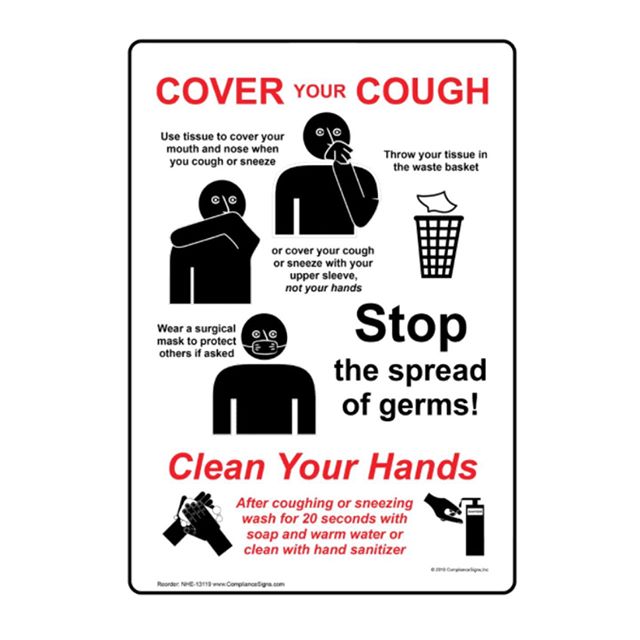 COVER YOUR COUGH
Use tissue to cover your
mouth and nose when
you cough or sneeze
Throw your tissue in
the waste basket
or cover your cough
or sneeze with your
upper sleeve,
not your hands
Wear a surgical
mask to protect
others if asked
Stop
the spread
of germs!
Clean Your Hands
After coughing or sneezing
wash for 20 seconds with
soap and warm water or
clean with hand sanitizer
© 2019 ComplianceSigns, Inc
Reorder: NHE-13119 www.ComplianceSigns.com